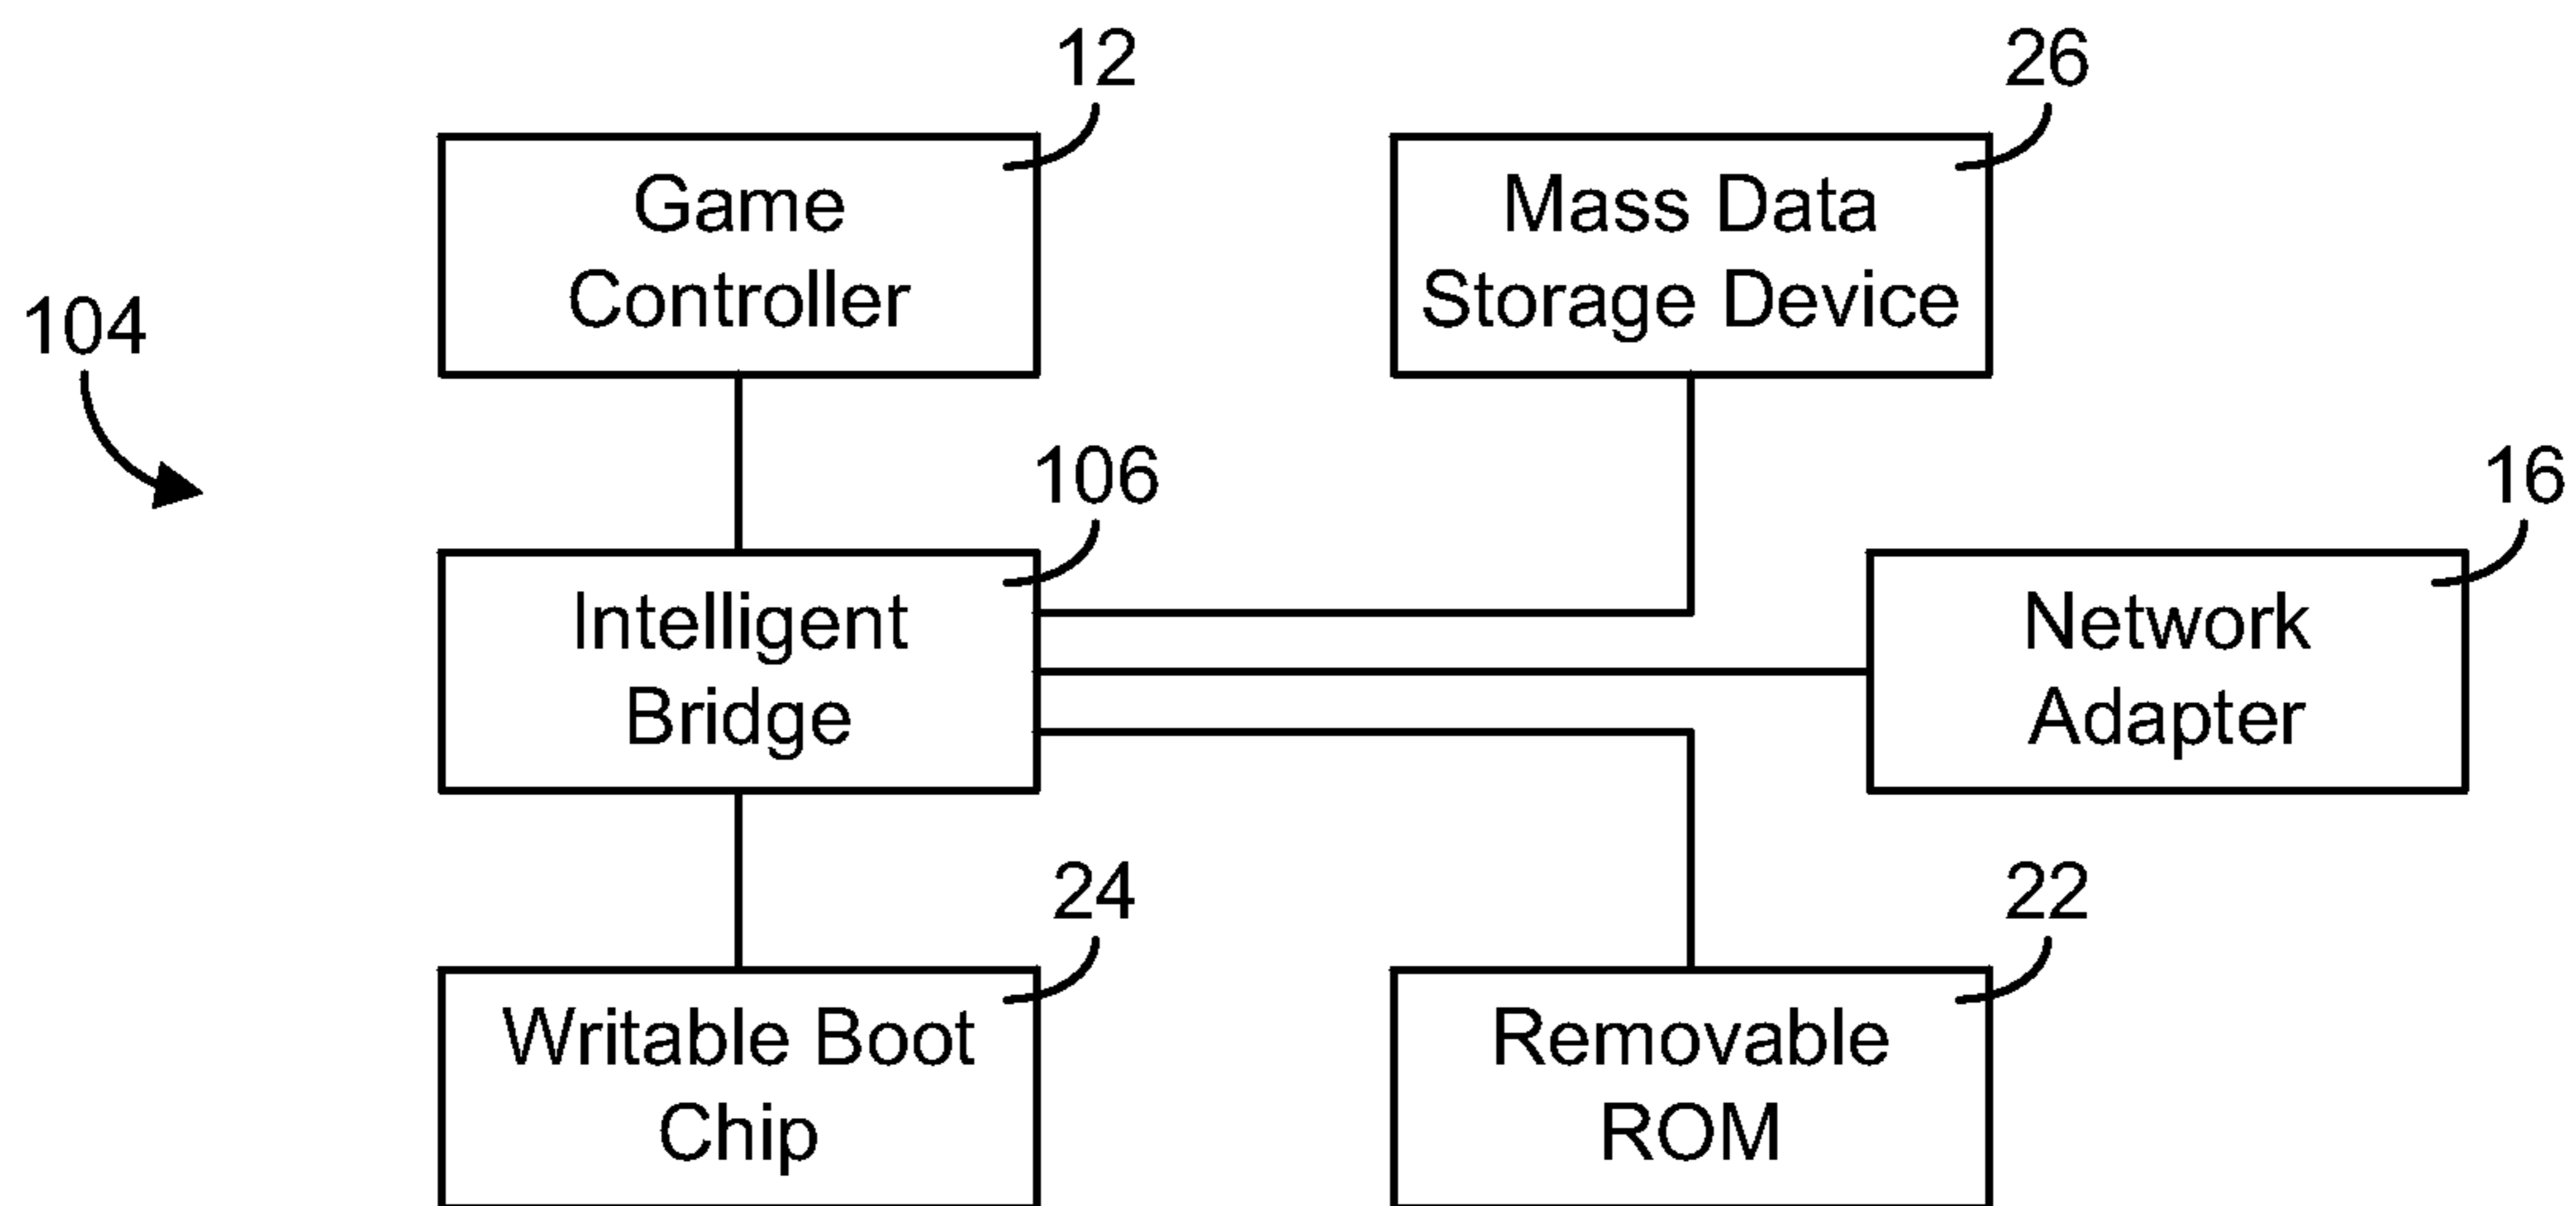 12
26
Game
Controller
Mass Data
Storage Device
104
106
16
Intelligent
Bridge
Network
Adapter
24
22
Writable Boot
Chip
Removable
ROM